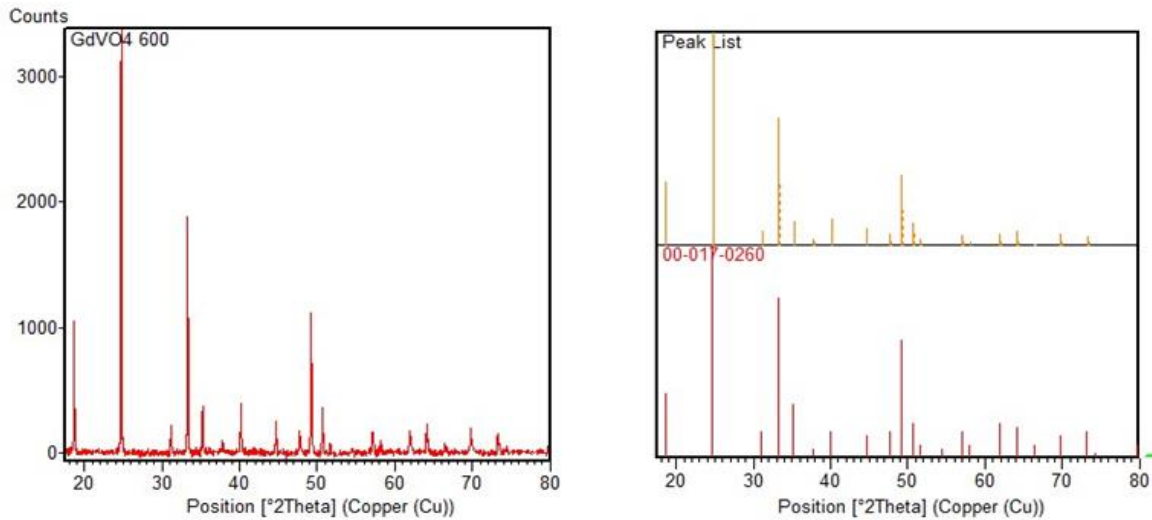 Counts
GdVO4 600
3000
2000
1000
0
20 30 40 50 60 70 80
Position [°2Theta] (Copper (Cu))
Peak List
00-017-0260
20 30 40 50 60 70 80
Position [°2Theta] (Copper (Cu))